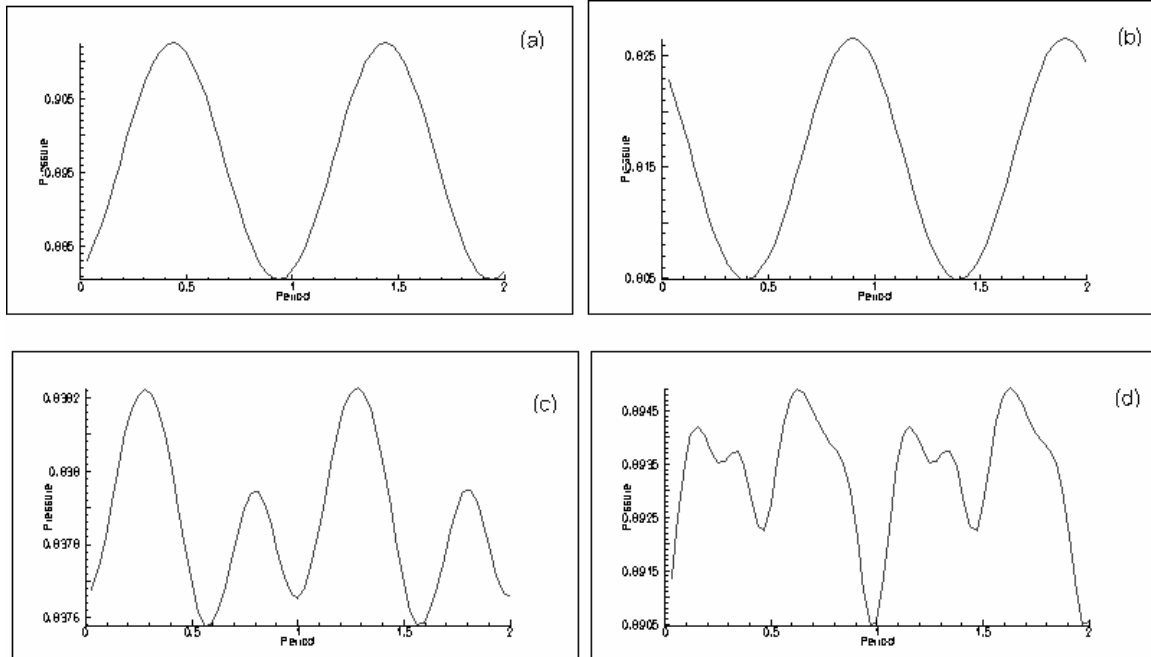 (a)
0.905
0.895
0.885
Pressure
0 0.5 1 1.5 2
Period
(b)
0.825
0.815
0.805
Pressure
0 0.5 1 1.5 2
Period
(c)
0.8382
0.838
0.8378
0.8376
Pressure
0 0.5 1 1.5 2
Period
(d)
0.8945
0.8935
0.8925
0.8915
0.8905
Pressure
0 0.5 1 1.5 2
Period